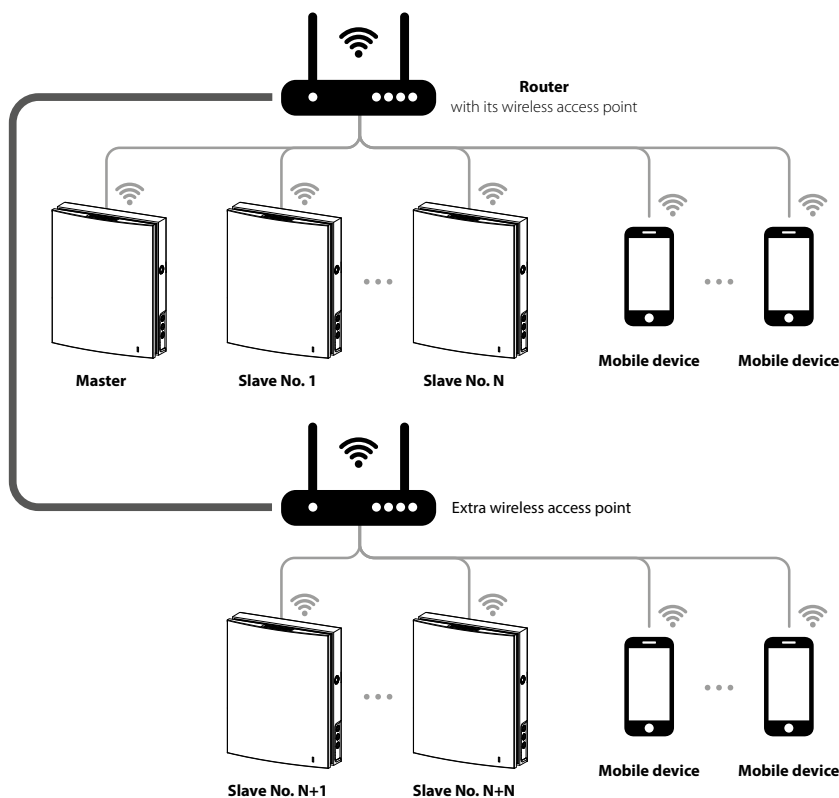 Router
with its wireless access point
Master
Slave No. 1
Slave No. N
Mobile device
Mobile device
Extra wireless access point
Slave No. N+1
Slave No. N+N
Mobile device
Mobile device